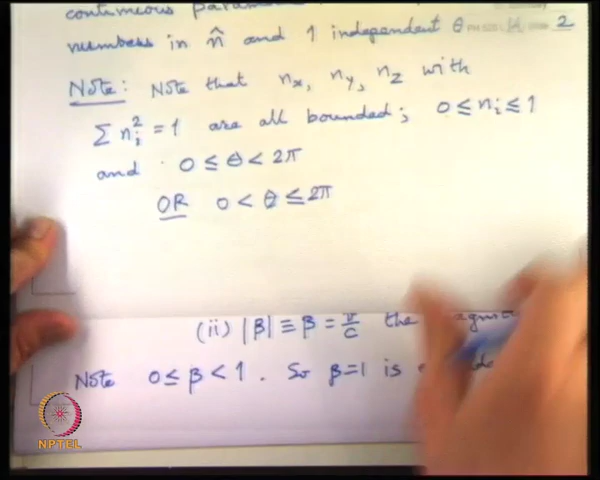 continuous param
numbers in n̂ and 1 independent θ 2
Note: Note that nx, ny, nz with
Σ nᵢ² = 1 are all bounded; 0 ≤ nᵢ ≤ 1
and 0 ≤ θ < 2π
OR 0 < θ ≤ 2π
(ii) |β| ≡ β = v/c the
Note 0 ≤ β < 1. So β=1 is
NPTEL